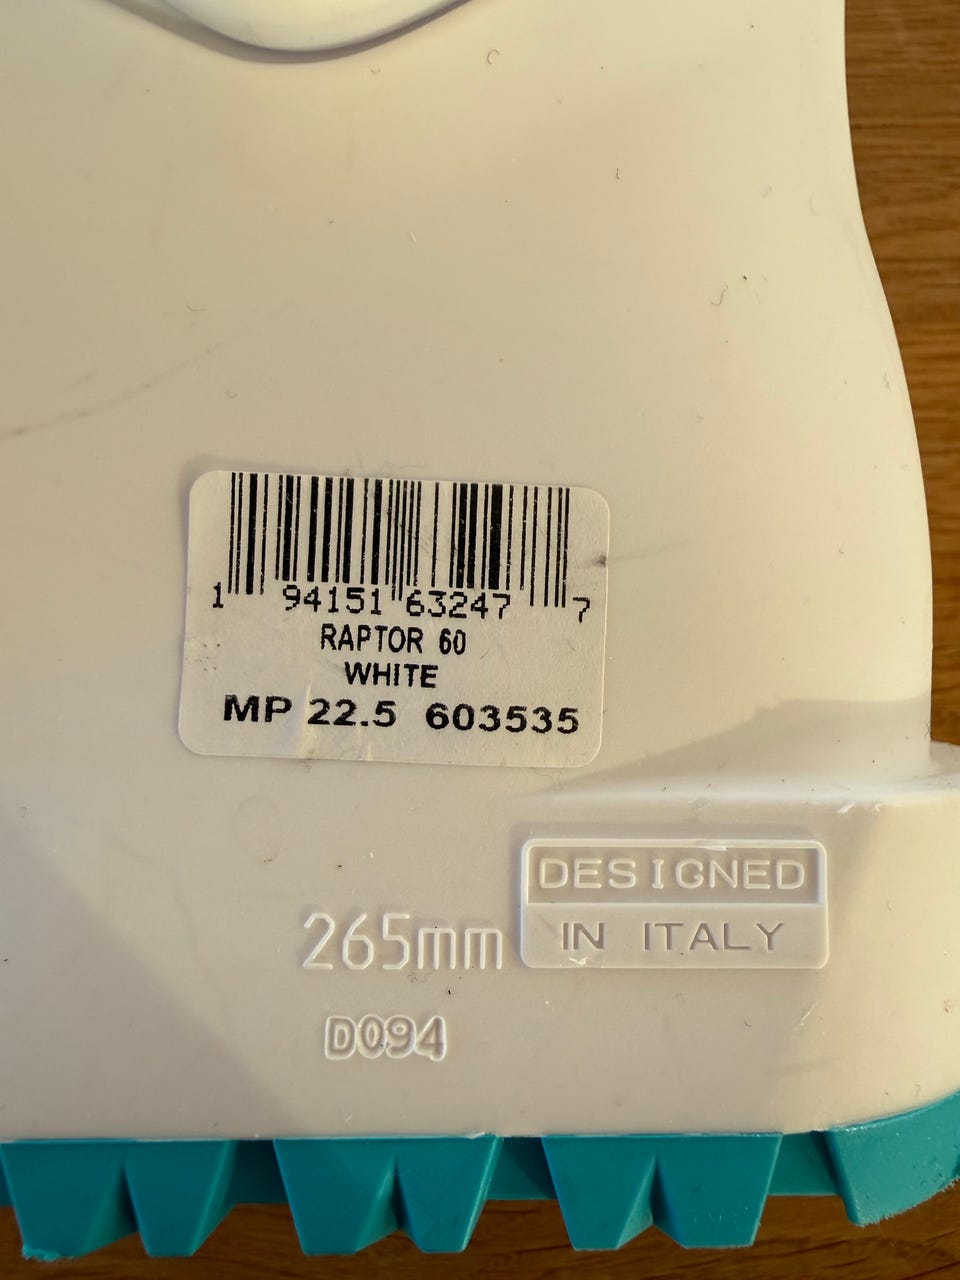 1 94151 63247 7
RAPTOR 60
WHITE
MP 22.5 603535
DESIGNED
IN ITALY
265mm
D094